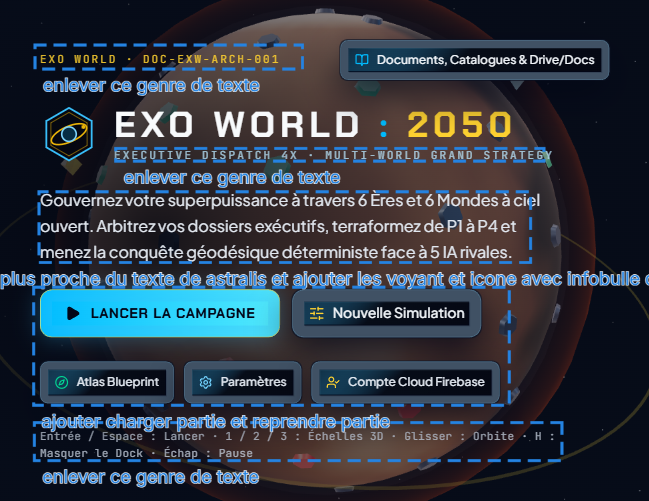 EXO WORLD · DOC-EXW-ARCH-001
Documents, Catalogues & Drive/Docs
enlever ce genre de texte
EXO WORLD : 2050
EXECUTIVE DISPATCH 4X · MULTI-WORLD GRAND STRATEGY
enlever ce genre de texte
Gouvernez votre superpuissance à travers 6 Ères et 6 Mondes à ciel
ouvert. Arbitrez vos dossiers exécutifs, terraformez de P1 à P4 et
menez la conquête géodésique déterministe face à 5 IA rivales.
plus proche du texte de astralis et ajouter les voyant et icone avec infobulle
LANCER LA CAMPAGNE
Nouvelle Simulation
Atlas Blueprint
Paramètres
Compte Cloud Firebase
ajouter charger partie et reprendre partie
Entrée / Espace : Lancer · 1 / 2 / 3 : Échelles 3D · Glisser : Orbite · H :
Masquer le Dock · Échap : Pause
enlever ce genre de texte